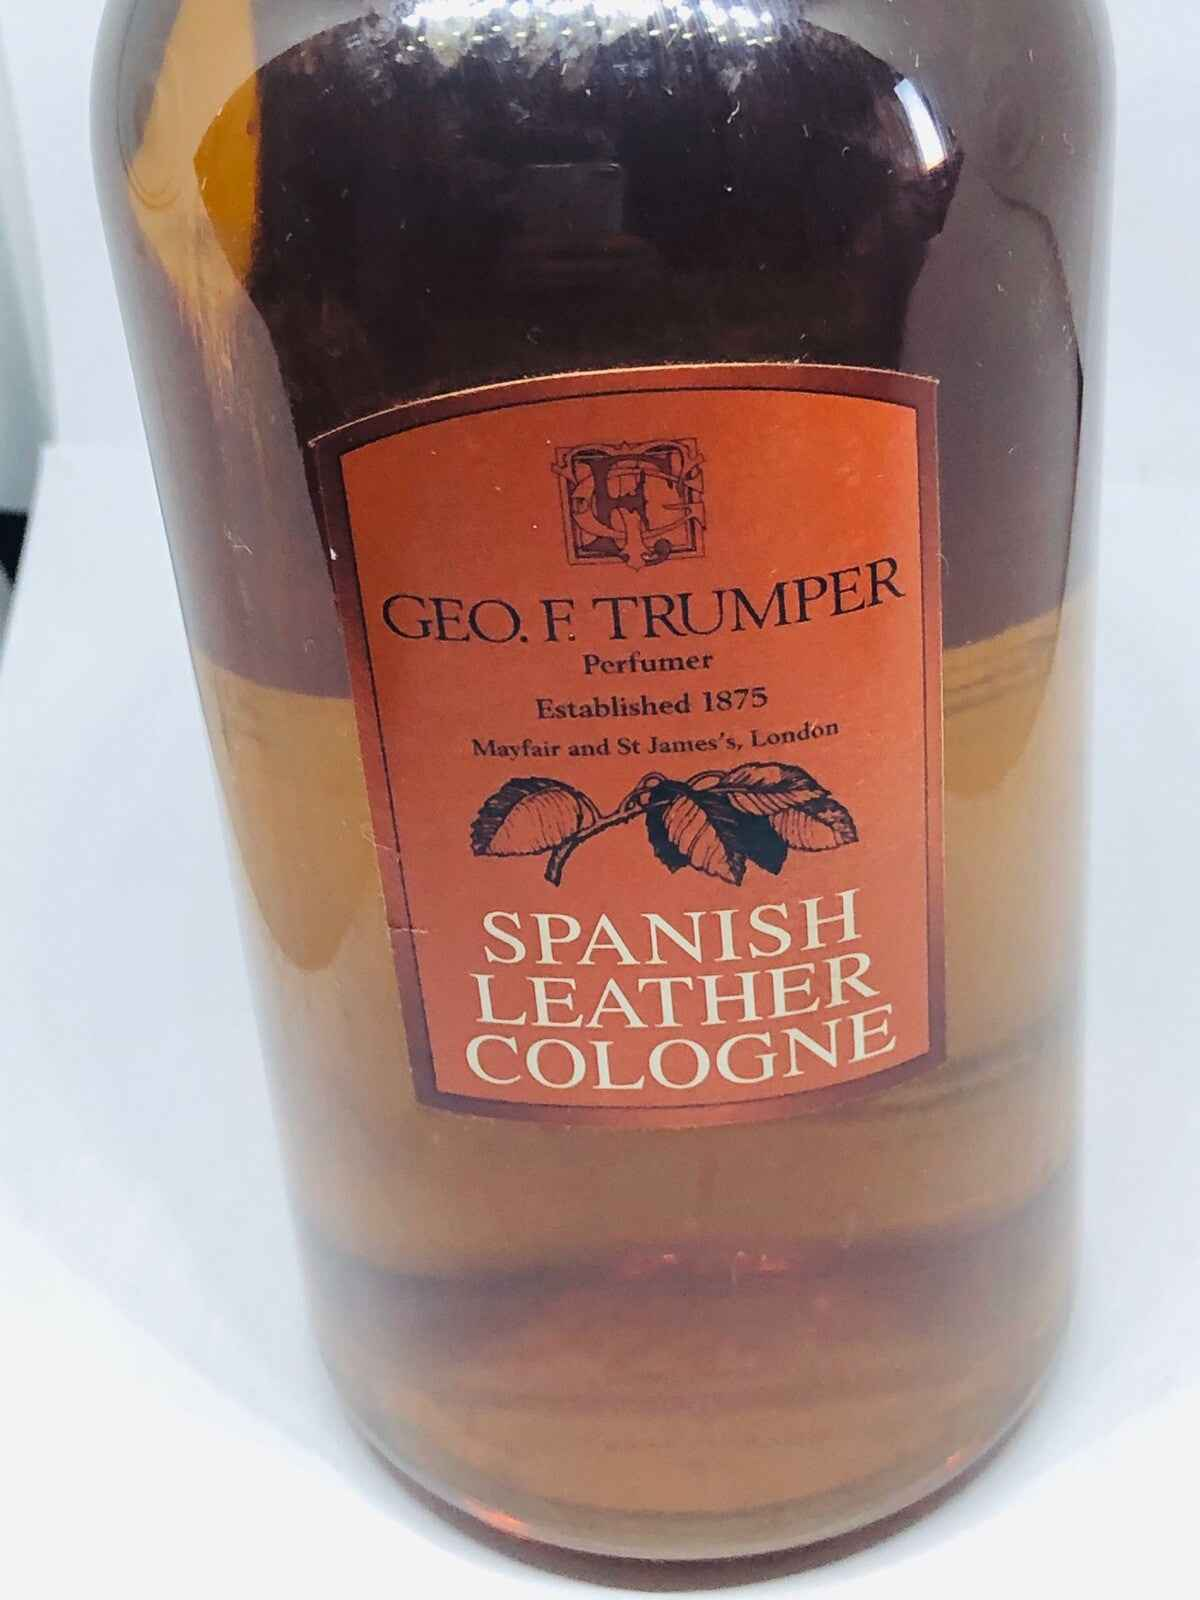 GEO. F. TRUMPER
Perfumer
Established 1875
Mayfair and St James's, London
SPANISH
LEATHER
COLOGNE